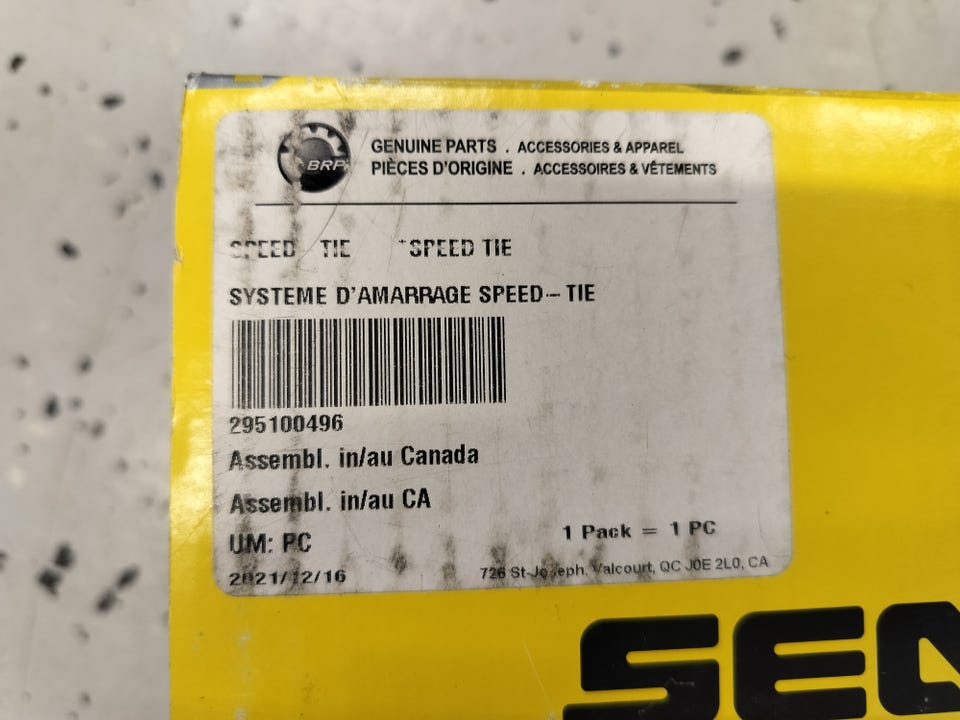 BRP
GENUINE PARTS . ACCESSORIES & APPAREL
PIÈCES D'ORIGINE . ACCESSOIRES & VÊTEMENTS
SPEED TIE *SPEED TIE
SYSTEME D'AMARRAGE SPEED-TIE
295100496
Assembl. in/au Canada
Assembl. in/au CA
UM: PC
1 Pack = 1 PC
2021/12/16
726 St-Joseph, Valcourt, QC J0E 2L0, CA